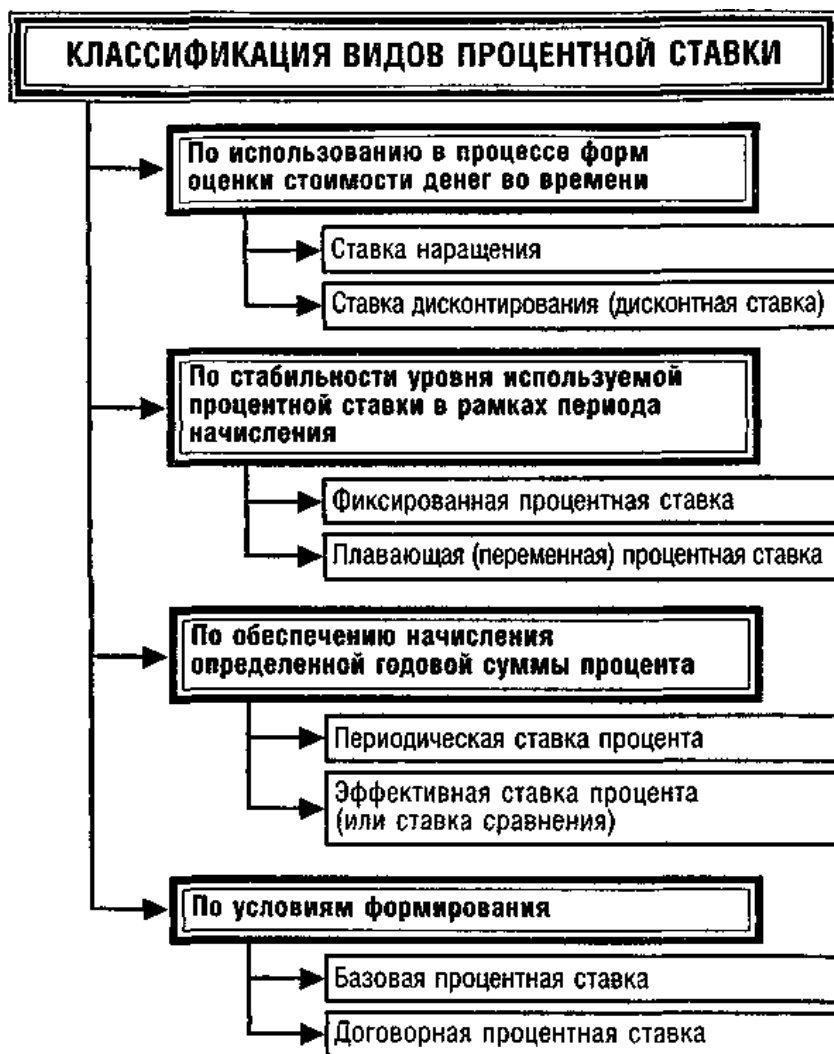 КЛАССИФИКАЦИЯ ВИДОВ ПРОЦЕНТНОЙ СТАВКИ
По использованию в процессе форм
оценки стоимости денег во времени
Ставка наращения
Ставка дисконтирования (дисконтная ставка)
По стабильности уровня используемой
процентной ставки в рамках периода
начисления
Фиксированная процентная ставка
Плавающая (переменная) процентная ставка
По обеспечению начисления
определенной годовой суммы процента
Периодическая ставка процента
Эффективная ставка процента
(или ставка сравнения)
По условиям формирования
Базовая процентная ставка
Договорная процентная ставка